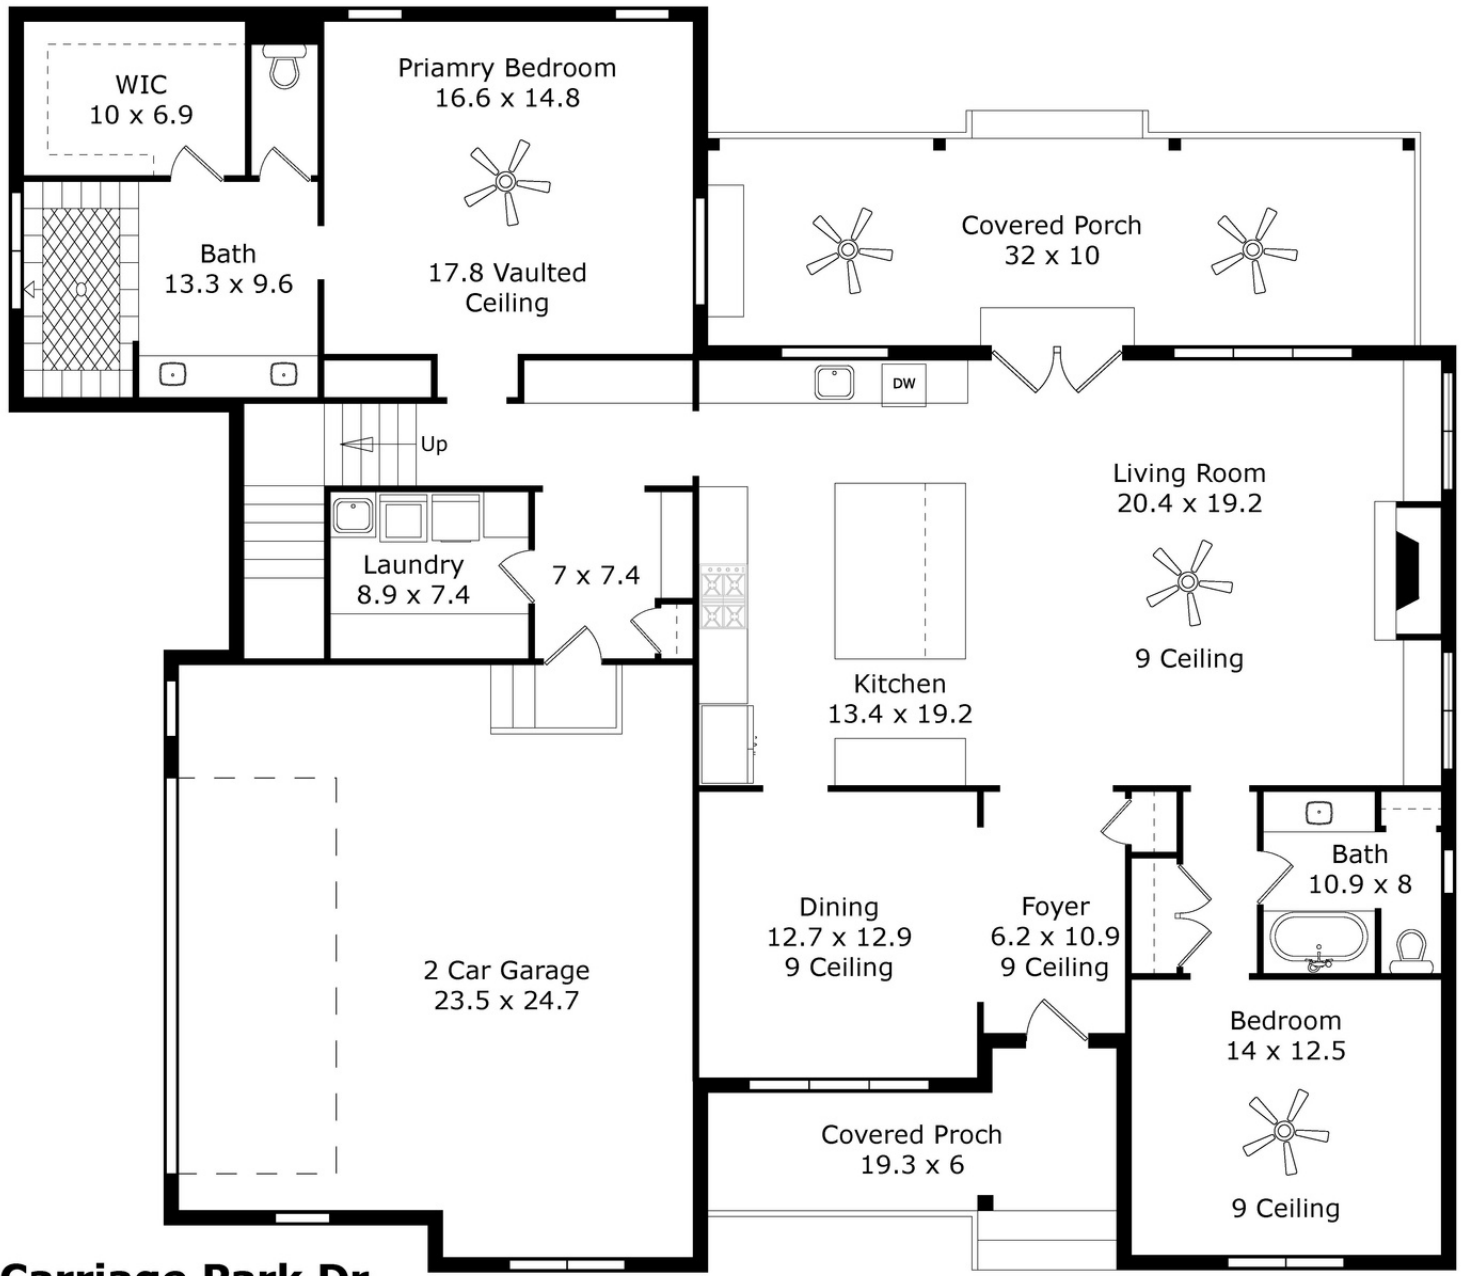 WIC
10 x 6.9
Priamry Bedroom
16.6 x 14.8
17.8 Vaulted
Ceiling
Bath
13.3 x 9.6
Covered Porch
32 x 10
DW
Up
Living Room
20.4 x 19.2
9 Ceiling
Laundry
8.9 x 7.4
7 x 7.4
Kitchen
13.4 x 19.2
Dining
12.7 x 12.9
9 Ceiling
Foyer
6.2 x 10.9
9 Ceiling
Bath
10.9 x 8
2 Car Garage
23.5 x 24.7
Bedroom
14 x 12.5
9 Ceiling
Covered Proch
19.3 x 6
Carriage Park Dr